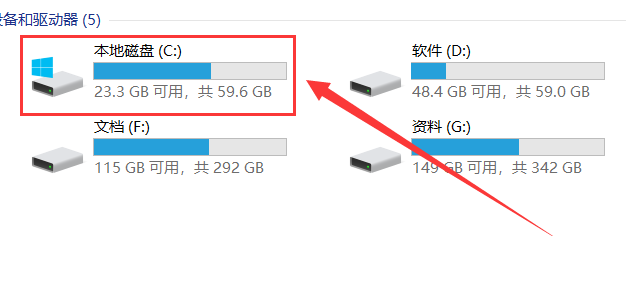 设备和驱动器 (5)
本地磁盘 (C:)
23.3 GB 可用，共 59.6 GB
软件 (D:)
48.4 GB 可用，共 59.0 GB
文档 (F:)
115 GB 可用，共 292 GB
资料 (G:)
149 GB 可用，共 342 GB